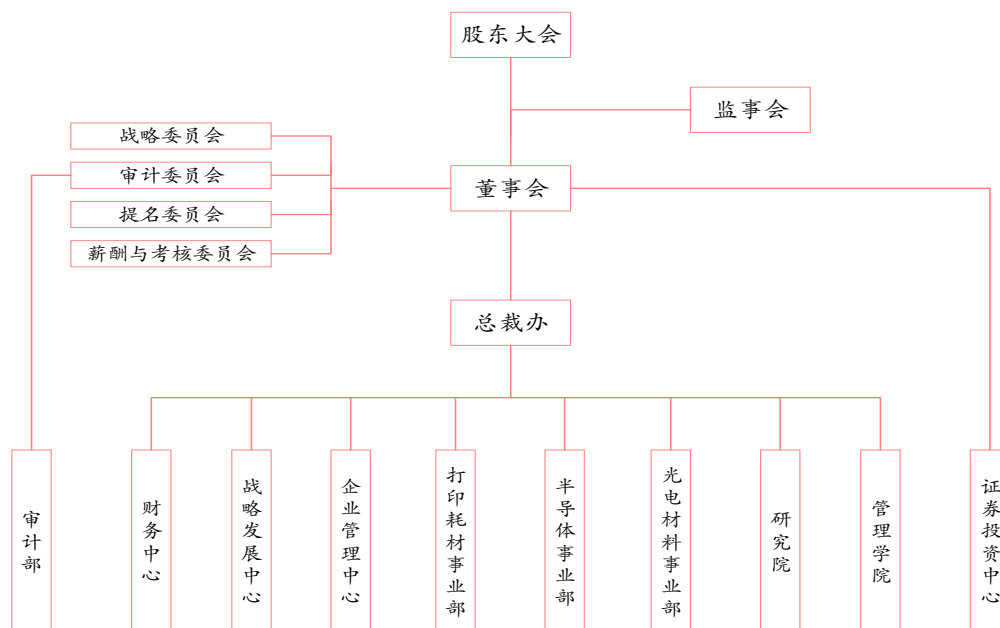 股东大会
监事会
战略委员会
审计委员会
董事会
提名委员会
薪酬与考核委员会
总裁办
审计部
财务中心
战略发展中心
企业管理中心
打印耗材事业部
半导体事业部
光电材料事业部
研究院
管理学院
证券投资中心